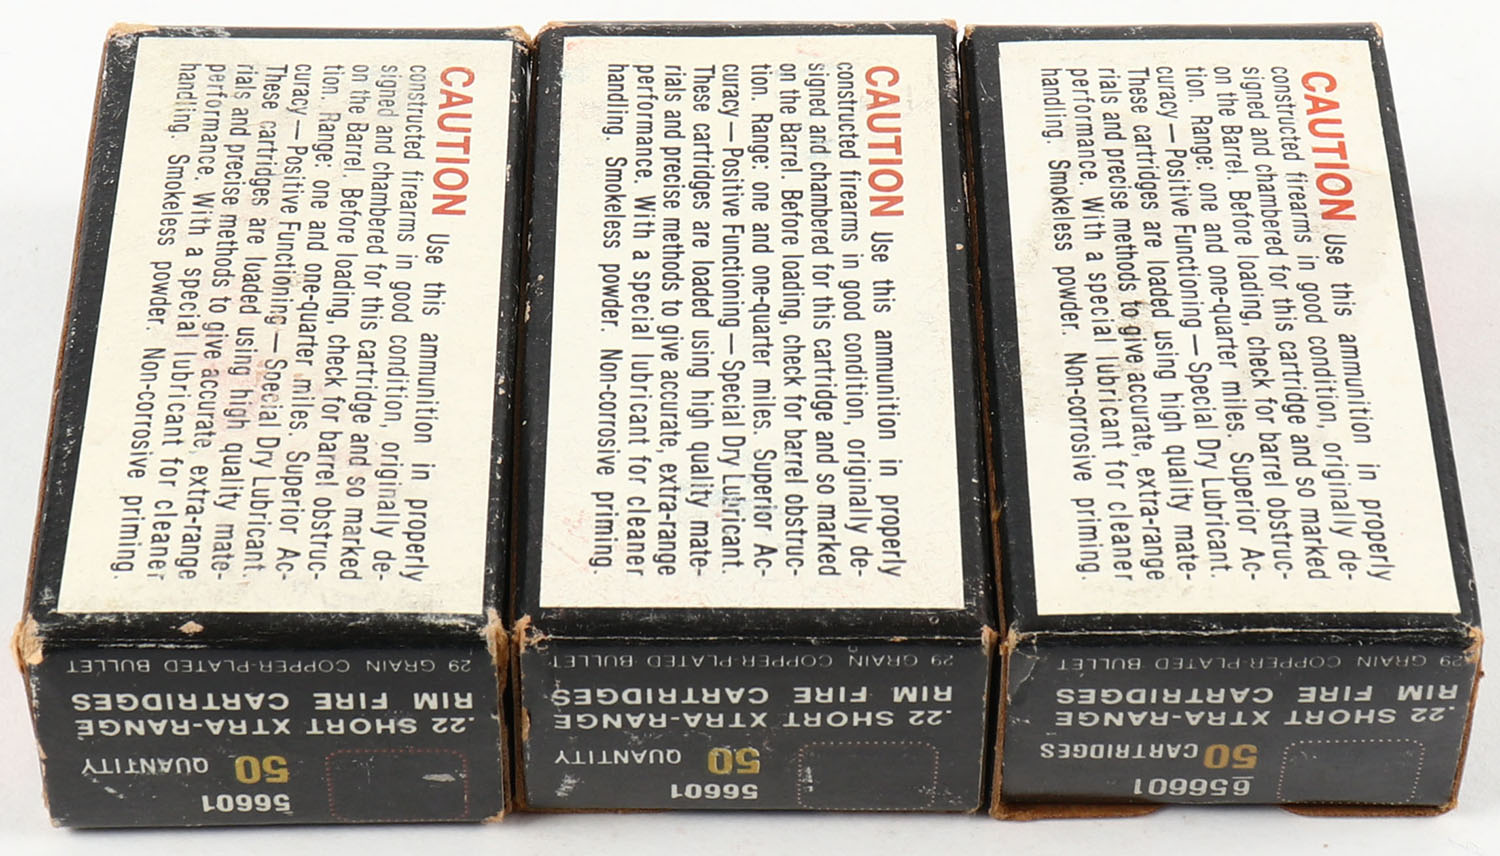 CAUTION Use this ammunition in properly
constructed firearms in good condition, originally de-
signed and chambered for this cartridge and so marked
on the Barrel. Before loading, check for barrel obstruc-
tion. Range: one and one-quarter miles. Superior Ac-
curacy — Positive Functioning — Special Dry Lubricant.
These cartridges are loaded using high quality mate-
rials and precise methods to give accurate, extra-range
performance. With a special lubricant for cleaner
handling. Smokeless powder. Non-corrosive priming.
56601
50 QUANTITY
.22 SHORT XTRA-RANGE
RIM FIRE CARTRIDGES
29 GRAIN COPPER-PLATED BULLET
CAUTION Use this ammunition in properly
constructed firearms in good condition, originally de-
signed and chambered for this cartridge and so marked
on the Barrel. Before loading, check for barrel obstruc-
tion. Range: one and one-quarter miles. Superior Ac-
curacy — Positive Functioning — Special Dry Lubricant.
These cartridges are loaded using high quality mate-
rials and precise methods to give accurate, extra-range
performance. With a special lubricant for cleaner
handling. Smokeless powder. Non-corrosive priming.
56601
50 QUANTITY
.22 SHORT XTRA-RANGE
RIM FIRE CARTRIDGES
29 GRAIN COPPER-PLATED BULLET
CAUTION Use this ammunition in properly
constructed firearms in good condition, originally de-
signed and chambered for this cartridge and so marked
on the Barrel. Before loading, check for barrel obstruc-
tion. Range: one and one-quarter miles. Superior Ac-
curacy — Positive Functioning — Special Dry Lubricant.
These cartridges are loaded using high quality mate-
rials and precise methods to give accurate, extra-range
performance. With a special lubricant for cleaner
handling. Smokeless powder. Non-corrosive priming.
656601
50 CARTRIDGES
.22 SHORT XTRA-RANGE
RIM FIRE CARTRIDGES
29 GRAIN COPPER-PLATED BULLET